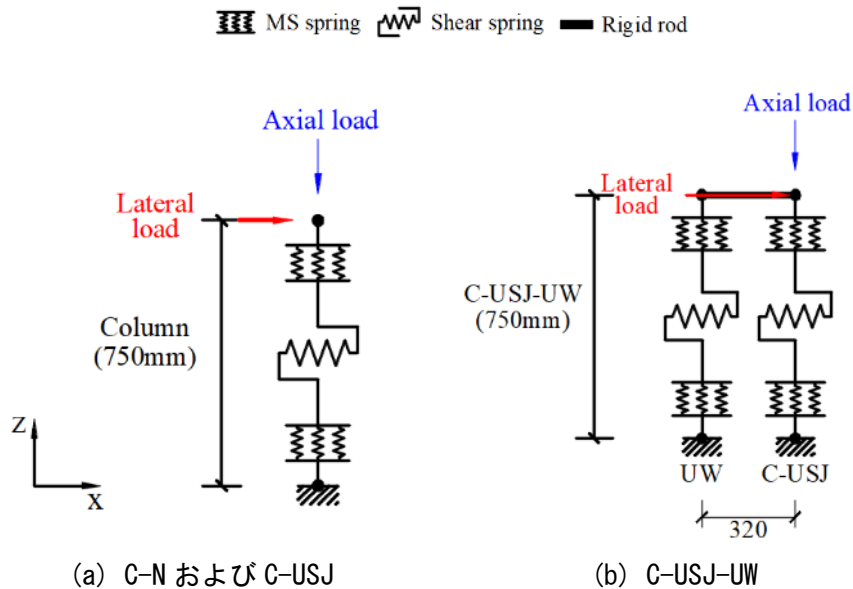 MS spring Shear spring Rigid rod
Axial load
Lateral
load
Column
(750mm)
Z
X
Axial load
Lateral
load
C-USJ-UW
(750mm)
UW C-USJ
320
(a) C-N および C-USJ
(b) C-USJ-UW